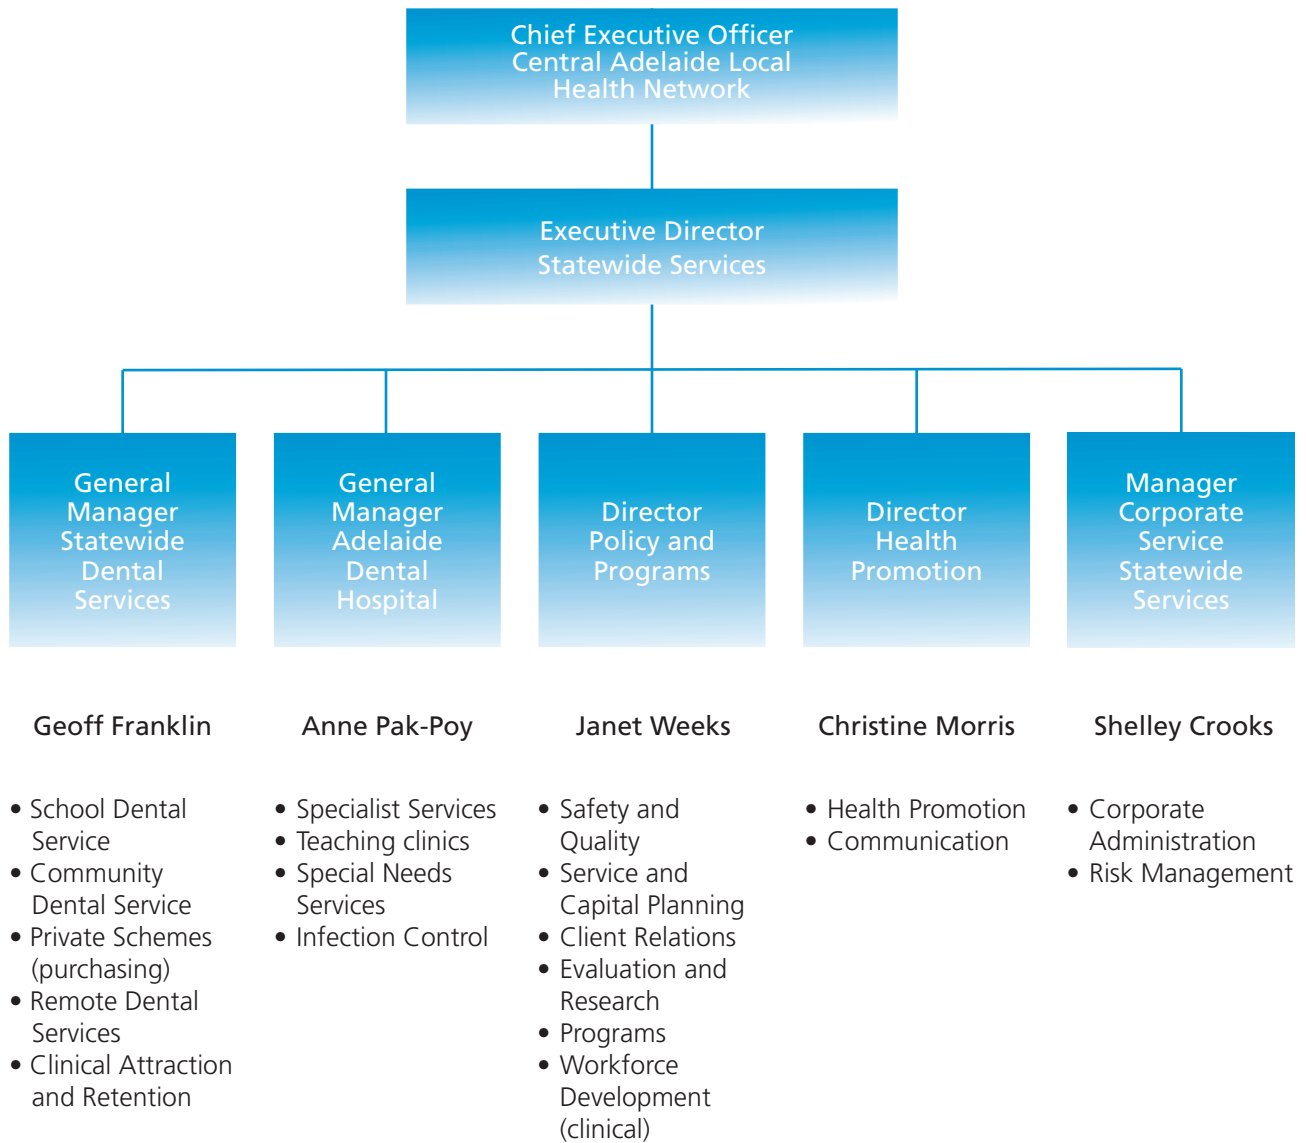 Chief Executive Officer
Central Adelaide Local
Health Network
Executive Director
Statewide Services
General
Manager
Statewide
Dental
Services
General
Manager
Adelaide
Dental
Hospital
Director
Policy and
Programs
Director
Health
Promotion
Manager
Corporate
Service
Statewide
Services
Geoff Franklin
• School Dental
Service
• Community
Dental Service
• Private Schemes
(purchasing)
• Remote Dental
Services
• Clinical Attraction
and Retention
Anne Pak-Poy
• Specialist Services
• Teaching clinics
• Special Needs
Services
• Infection Control
Janet Weeks
• Safety and
Quality
• Service and
Capital Planning
• Client Relations
• Evaluation and
Research
• Programs
• Workforce
Development
(clinical)
Christine Morris
• Health Promotion
• Communication
Shelley Crooks
• Corporate
Administration
• Risk Management